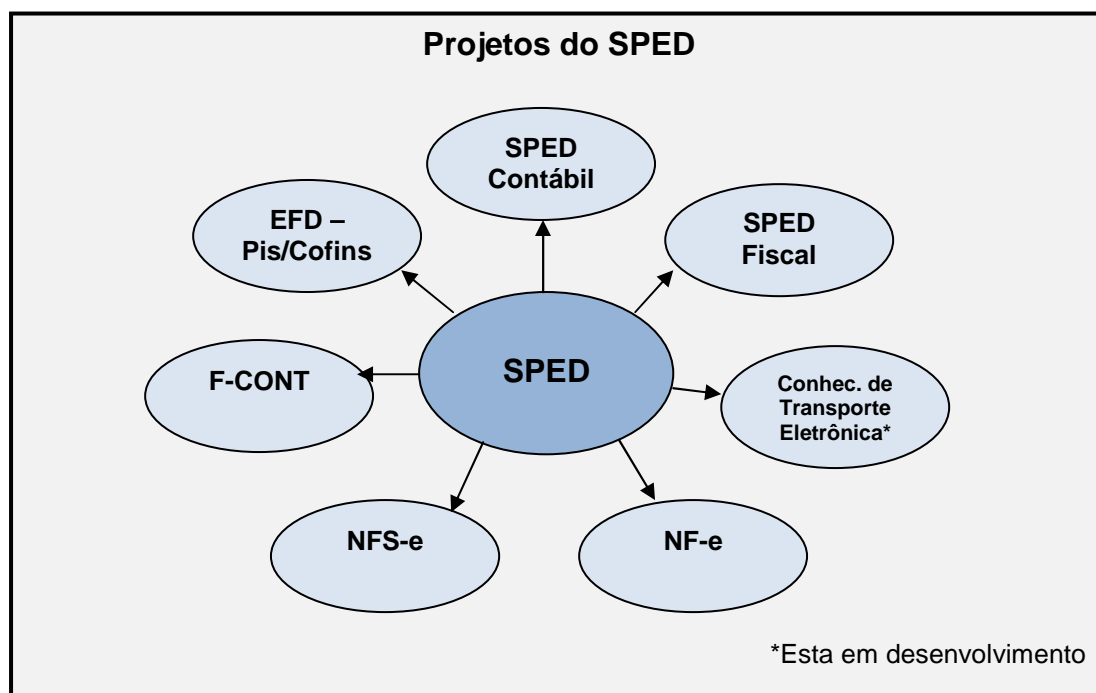 Projetos do SPED
SPED
Contábil
EFD –
Pis/Cofins
SPED
Fiscal
F-CONT
SPED
Conhec. de
Transporte
Eletrônica*
NFS-e
NF-e
*Esta em desenvolvimento